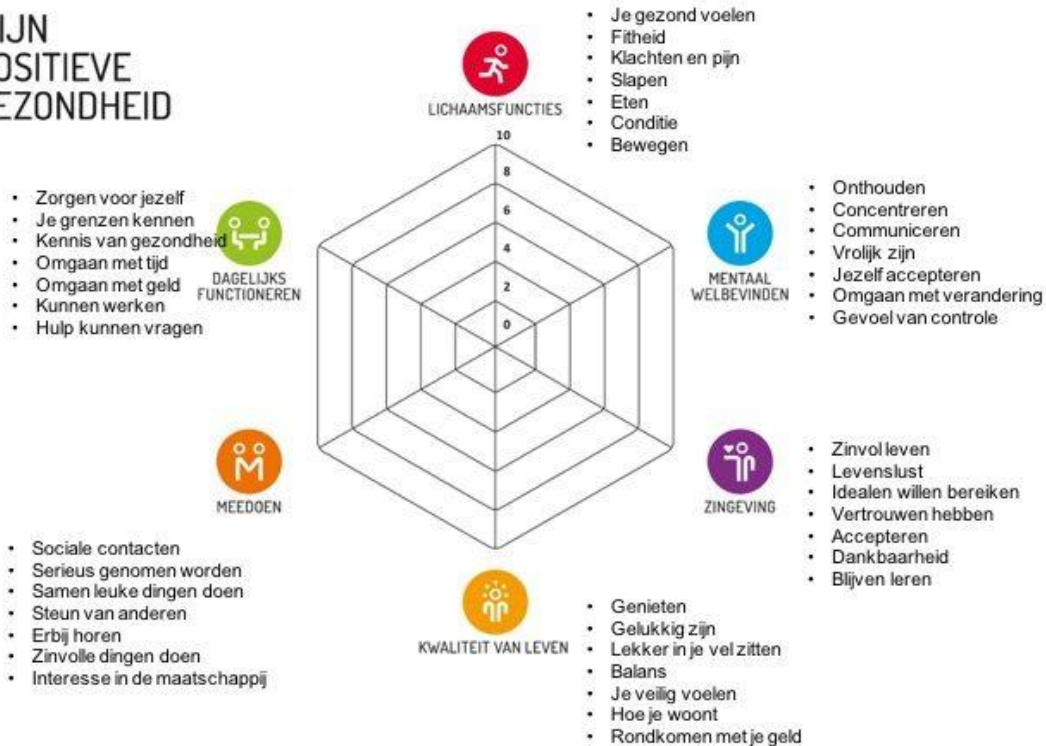 IJN
OSITIEVE
EZONDHEID
LICHAAMSFUNCTIES
• Je gezond voelen
• Fitheid
• Klachten en pijn
• Slapen
• Eten
• Conditie
• Bewegen
10
8
6
4
2
0
• Zorgen voor jezelf
• Je grenzen kennen
• Kennis van gezondheid
• Omgaan met tijd
• Omgaan met geld
• Kunnen werken
• Hulp kunnen vragen
DAGELIJKS
FUNCTIONEREN
MENTAAL
WELBEVINDEN
• Onthouden
• Concentreren
• Communiceren
• Vrolijk zijn
• Jezelf accepteren
• Omgaan met verandering
• Gevoel van controle
MEEDOEN
• Sociale contacten
• Serieus genomen worden
• Samen leuke dingen doen
• Steun van anderen
• Erbij horen
• Zinvolle dingen doen
• Interesse in de maatschappij
ZINGEVING
• Zinvol leven
• Levenslust
• Idealen willen bereiken
• Vertrouwen hebben
• Accepteren
• Dankbaarheid
• Blijven leren
KWALITEIT VAN LEVEN
• Genieten
• Gelukkig zijn
• Lekker in je vel zitten
• Balans
• Je veilig voelen
• Hoe je woont
• Rondkomen met je geld